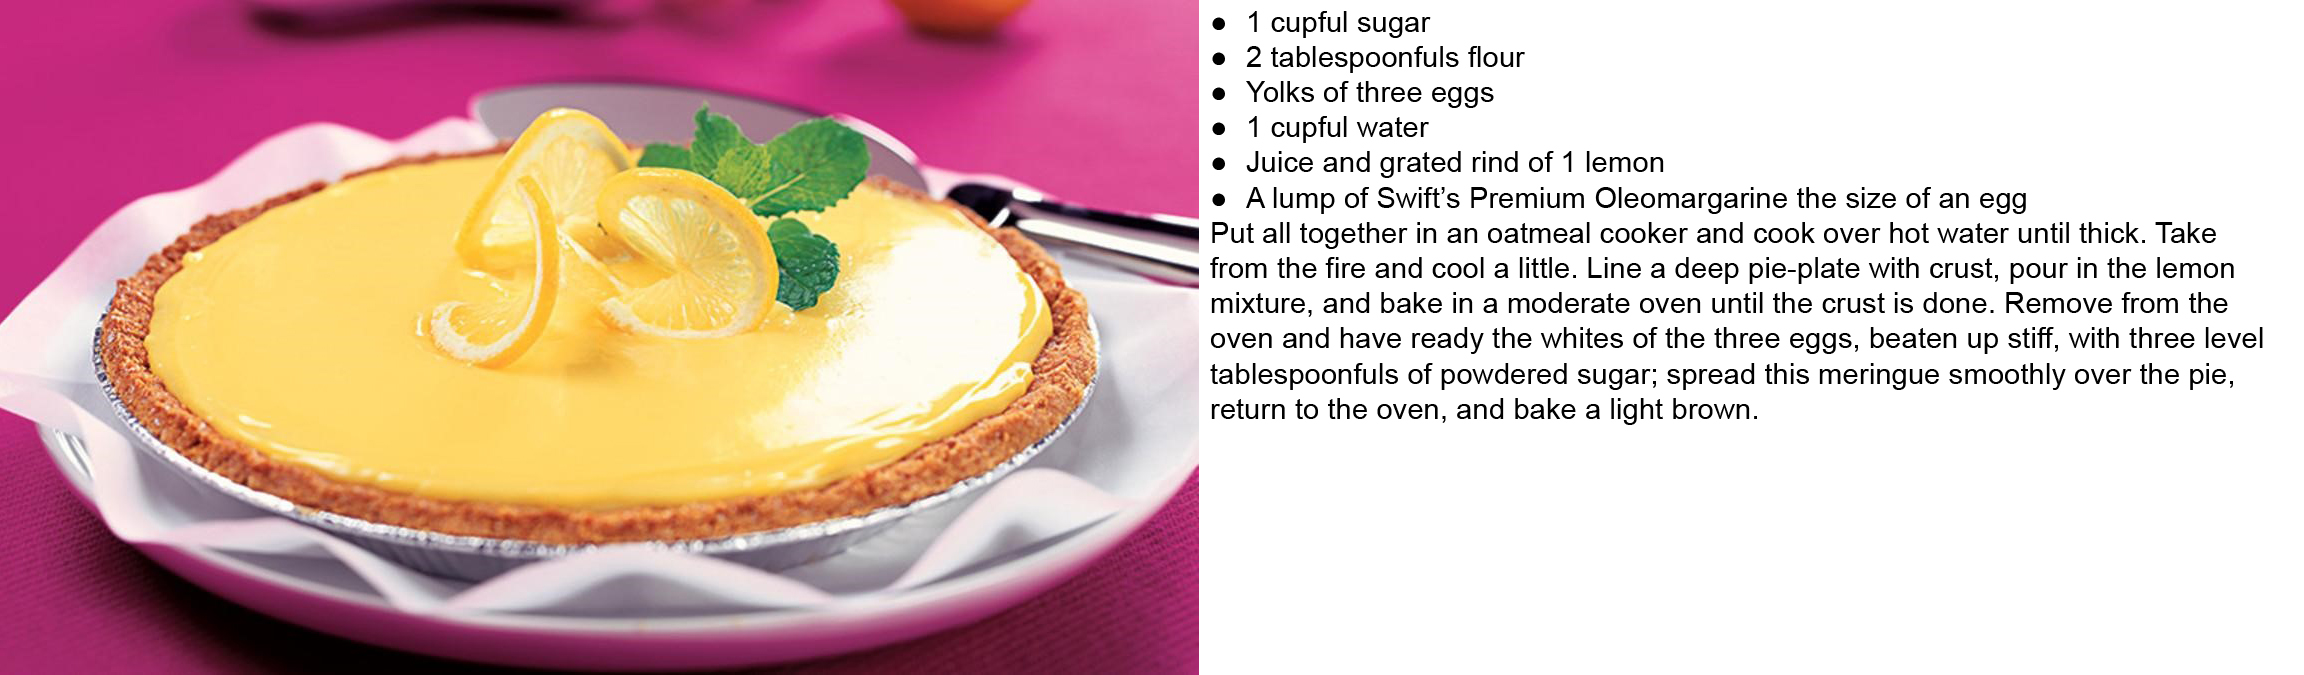 ● 1 cupful sugar
● 2 tablespoonfuls flour
● Yolks of three eggs
● 1 cupful water
● Juice and grated rind of 1 lemon
● A lump of Swift’s Premium Oleomargarine the size of an egg
Put all together in an oatmeal cooker and cook over hot water until thick. Take
from the fire and cool a little. Line a deep pie-plate with crust, pour in the lemon
mixture, and bake in a moderate oven until the crust is done. Remove from the
oven and have ready the whites of the three eggs, beaten up stiff, with three level
tablespoonfuls of powdered sugar; spread this meringue smoothly over the pie,
return to the oven, and bake a light brown.